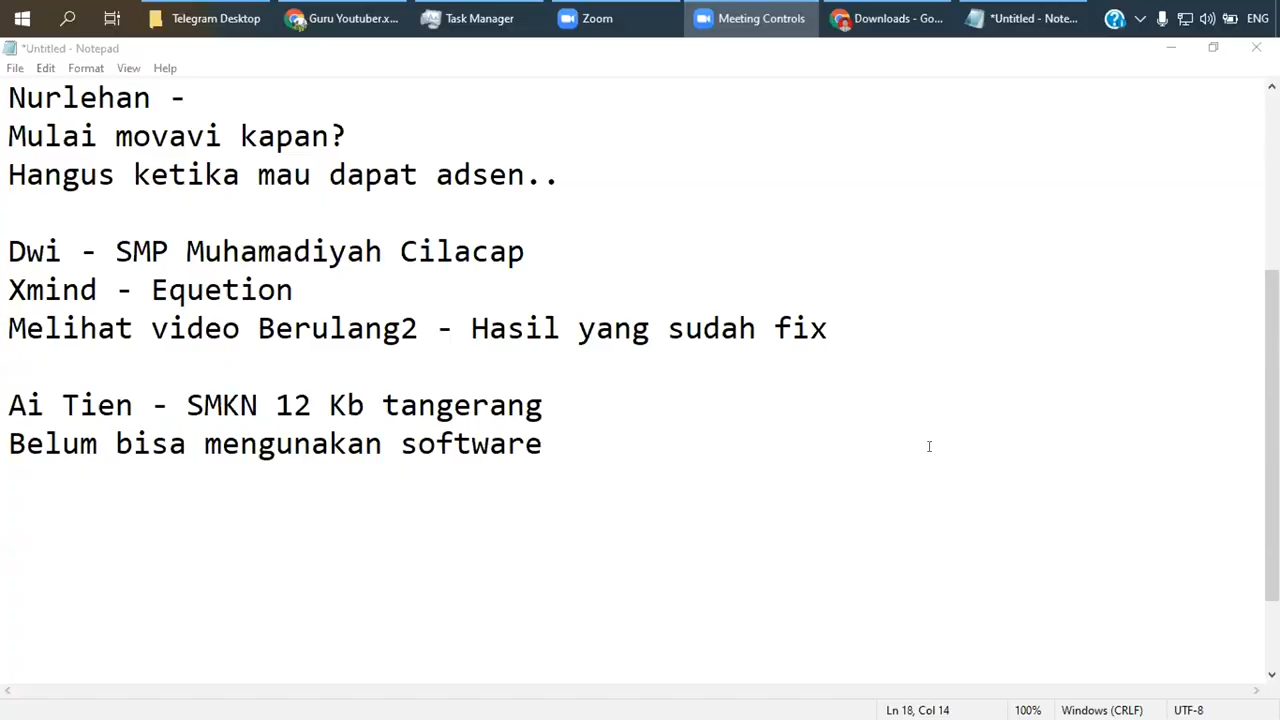 Telegram Desktop
Guru Youtuber.x...
Task Manager
Zoom
Meeting Controls
Downloads - Go...
*Untitled - Note...
ENG
*Untitled - Notepad
File Edit Format View Help
Nurlehan -
Mulai movavi kapan?
Hangus ketika mau dapat adsen..
Dwi - SMP Muhamadiyah Cilacap
Xmind - Equetion
Melihat video Berulang2 - Hasil yang sudah fix
Ai Tien - SMKN 12 Kb tangerang
Belum bisa mengunakan software
Ln 18, Col 14
100%
Windows (CRLF)
UTF-8